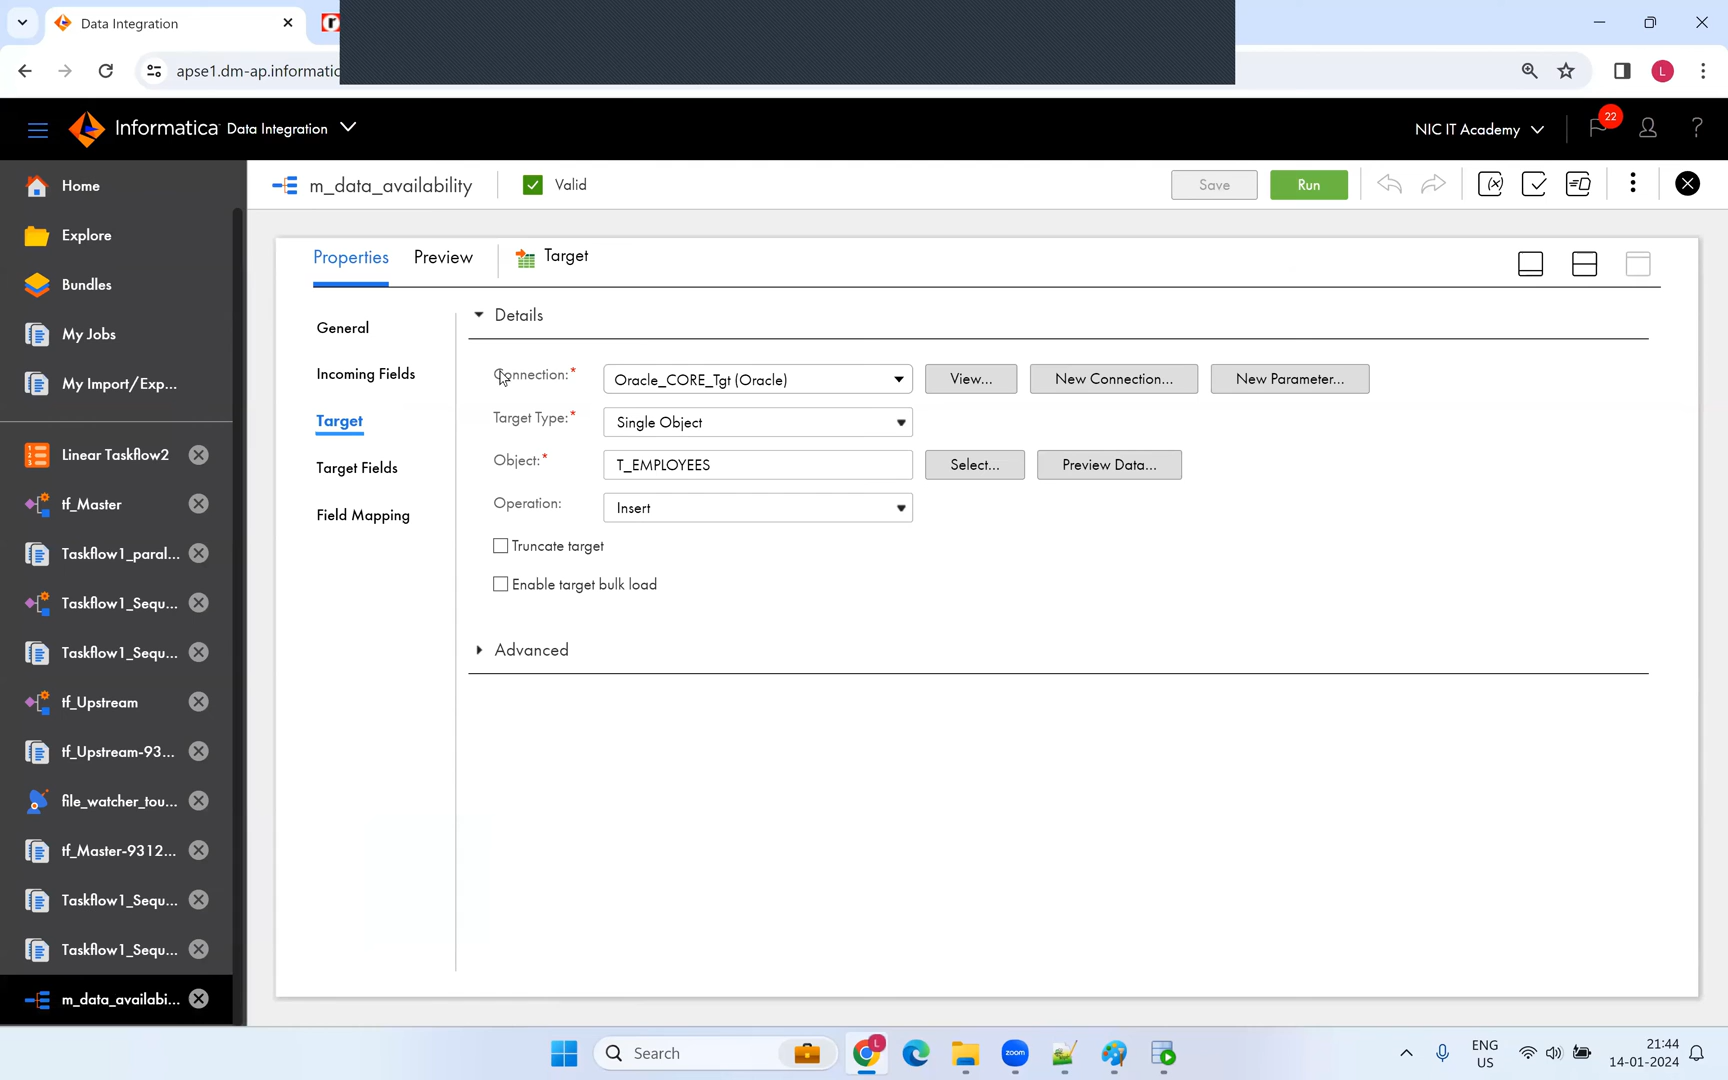 Data Integration
apse1.dm-ap.informatic
L
Informatica Data Integration
NIC IT Academy
22
Home
Explore
Bundles
My Jobs
My Import/Exp...
Linear Taskflow2
tf_Master
Taskflow1_paral...
Taskflow1_Sequ...
Taskflow1_Sequ...
tf_Upstream
tf_Upstream-93...
file_watcher_tou...
tf_Master-9312...
Taskflow1_Sequ...
Taskflow1_Sequ...
m_data_availabi...
m_data_availability
Valid
Save
Run
Properties
Preview
Target
General
Incoming Fields
Target
Target Fields
Field Mapping
Details
Connection:*
Oracle_CORE_Tgt (Oracle)
View...
New Connection...
New Parameter...
Target Type:*
Single Object
Object:*
T_EMPLOYEES
Select...
Preview Data...
Operation:
Insert
Truncate target
Enable target bulk load
Advanced
Search
L
zoom
ENG
US
21:44
14-01-2024